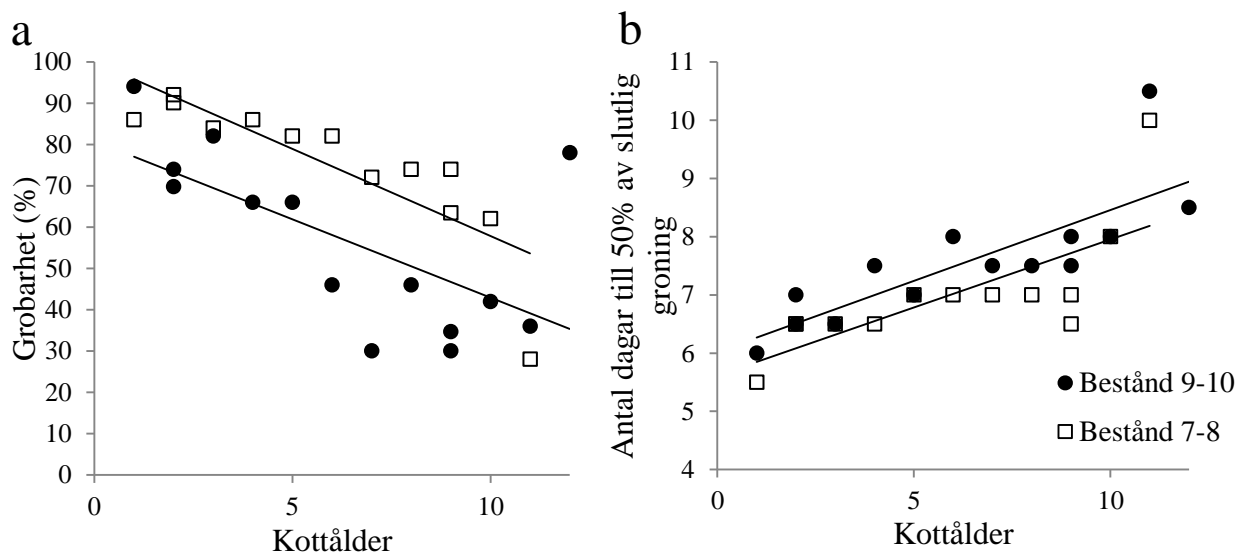 a
100
90
80
70
60
50
40
30
20
10
0
Grobarhet (%)
0
5
10
Kottålder
b
11
10
9
8
7
6
5
4
Antal dagar till 50% av slutlig
groning
0
5
10
Kottålder
Bestånd 9-10
Bestånd 7-8